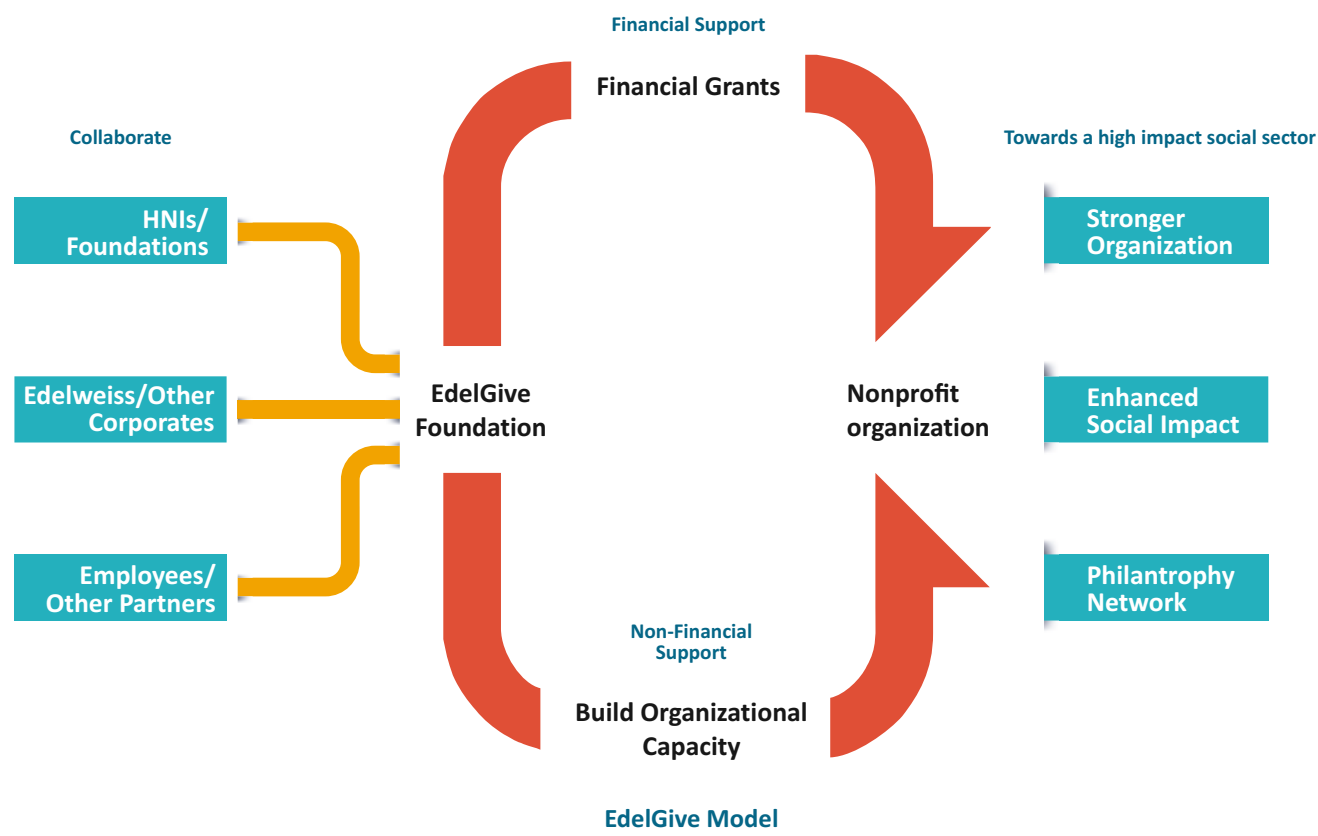 Financial Support
Financial Grants
Collaborate
HNIs/
Foundations
Edelweiss/Other
Corporates
Employees/
Other Partners
EdelGive
Foundation
Nonprofit
organization
Towards a high impact social sector
Stronger
Organization
Enhanced
Social Impact
Philantrophy
Network
Non-Financial
Support
Build Organizational
Capacity
EdelGive Model